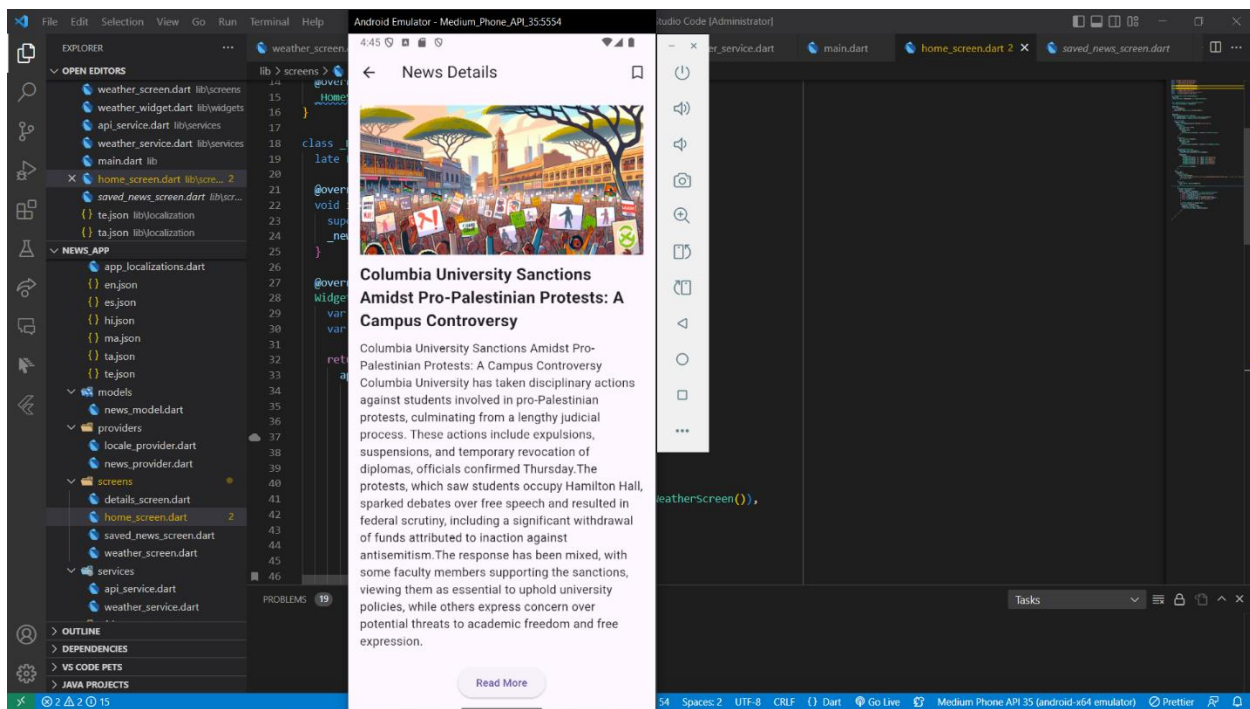 File Edit Selection View Go Run Terminal Help
Android Emulator - Medium_Phone_API_35:5554
tudio Code [Administrator]
EXPLORER
OPEN EDITORS
weather_screen.dart lib\screens
weather_widget.dart lib\widgets
api_service.dart lib\services
weather_service.dart lib\services
main.dart lib
home_screen.dart lib\scre... 2
saved_news_screen.dart lib\scr...
te.json lib\localization
ta.json lib\localization
NEWS_APP
app_localizations.dart
en.json
es.json
hi.json
ma.json
ta.json
te.json
models
news_model.dart
providers
locale_provider.dart
news_provider.dart
screens
details_screen.dart
home_screen.dart 2
saved_news_screen.dart
weather_screen.dart
services
api_service.dart
weather_service.dart
OUTLINE
DEPENDENCIES
VS CODE PETS
JAVA PROJECTS
weather_screen.
er_service.dart
main.dart
home_screen.dart 2
saved_news_screen.dart
lib > screens >
14 @over
15 _Home
16 }
17
18 class _
19 late
20
21 @over
22 void
23 sup
24 _ne
25 }
26
27 @over
28 Widge
29 var
30 var
31
32 ret
33 a
34
35
36
37
38
39
40
41 eatherScreen()),
42
43
44
45
46
4:45
News Details
Columbia University Sanctions
Amidst Pro-Palestinian Protests: A
Campus Controversy
Columbia University Sanctions Amidst Pro-
Palestinian Protests: A Campus Controversy
Columbia University has taken disciplinary actions
against students involved in pro-Palestinian
protests, culminating from a lengthy judicial
process. These actions include expulsions,
suspensions, and temporary revocation of
diplomas, officials confirmed Thursday.The
protests, which saw students occupy Hamilton Hall,
sparked debates over free speech and resulted in
federal scrutiny, including a significant withdrawal
of funds attributed to inaction against
antisemitism.The response has been mixed, with
some faculty members supporting the sanctions,
viewing them as essential to uphold university
policies, while others express concern over
potential threats to academic freedom and free
expression.
Read More
PROBLEMS 19
Tasks
2 2 15
54 Spaces: 2 UTF-8 CRLF {} Dart Go Live Medium Phone API 35 (android-x64 emulator) Prettier